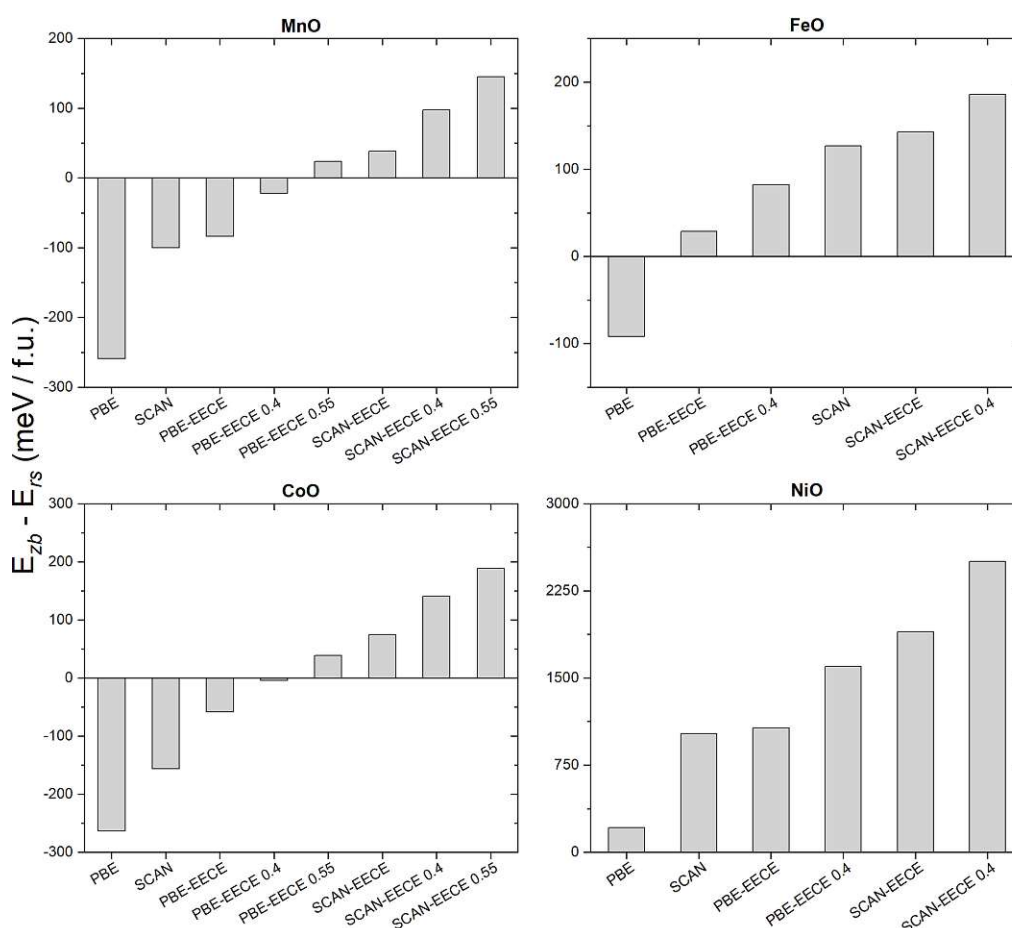 MnO
200
100
0
-100
-200
-300
PBE
SCAN
PBE-EECE
PBE-EECE 0.4
PBE-EECE 0.55
SCAN-EECE
SCAN-EECE 0.4
SCAN-EECE 0.55
FeO
200
100
0
-100
PBE
PBE-EECE
PBE-EECE 0.4
SCAN
SCAN-EECE
SCAN-EECE 0.4
E_zb - E_rs (meV / f.u.)
CoO
300
200
100
0
-100
-200
-300
PBE
SCAN
PBE-EECE
PBE-EECE 0.4
PBE-EECE 0.55
SCAN-EECE
SCAN-EECE 0.4
SCAN-EECE 0.55
NiO
3000
2250
1500
750
0
PBE
SCAN
PBE-EECE
PBE-EECE 0.4
SCAN-EECE
SCAN-EECE 0.4